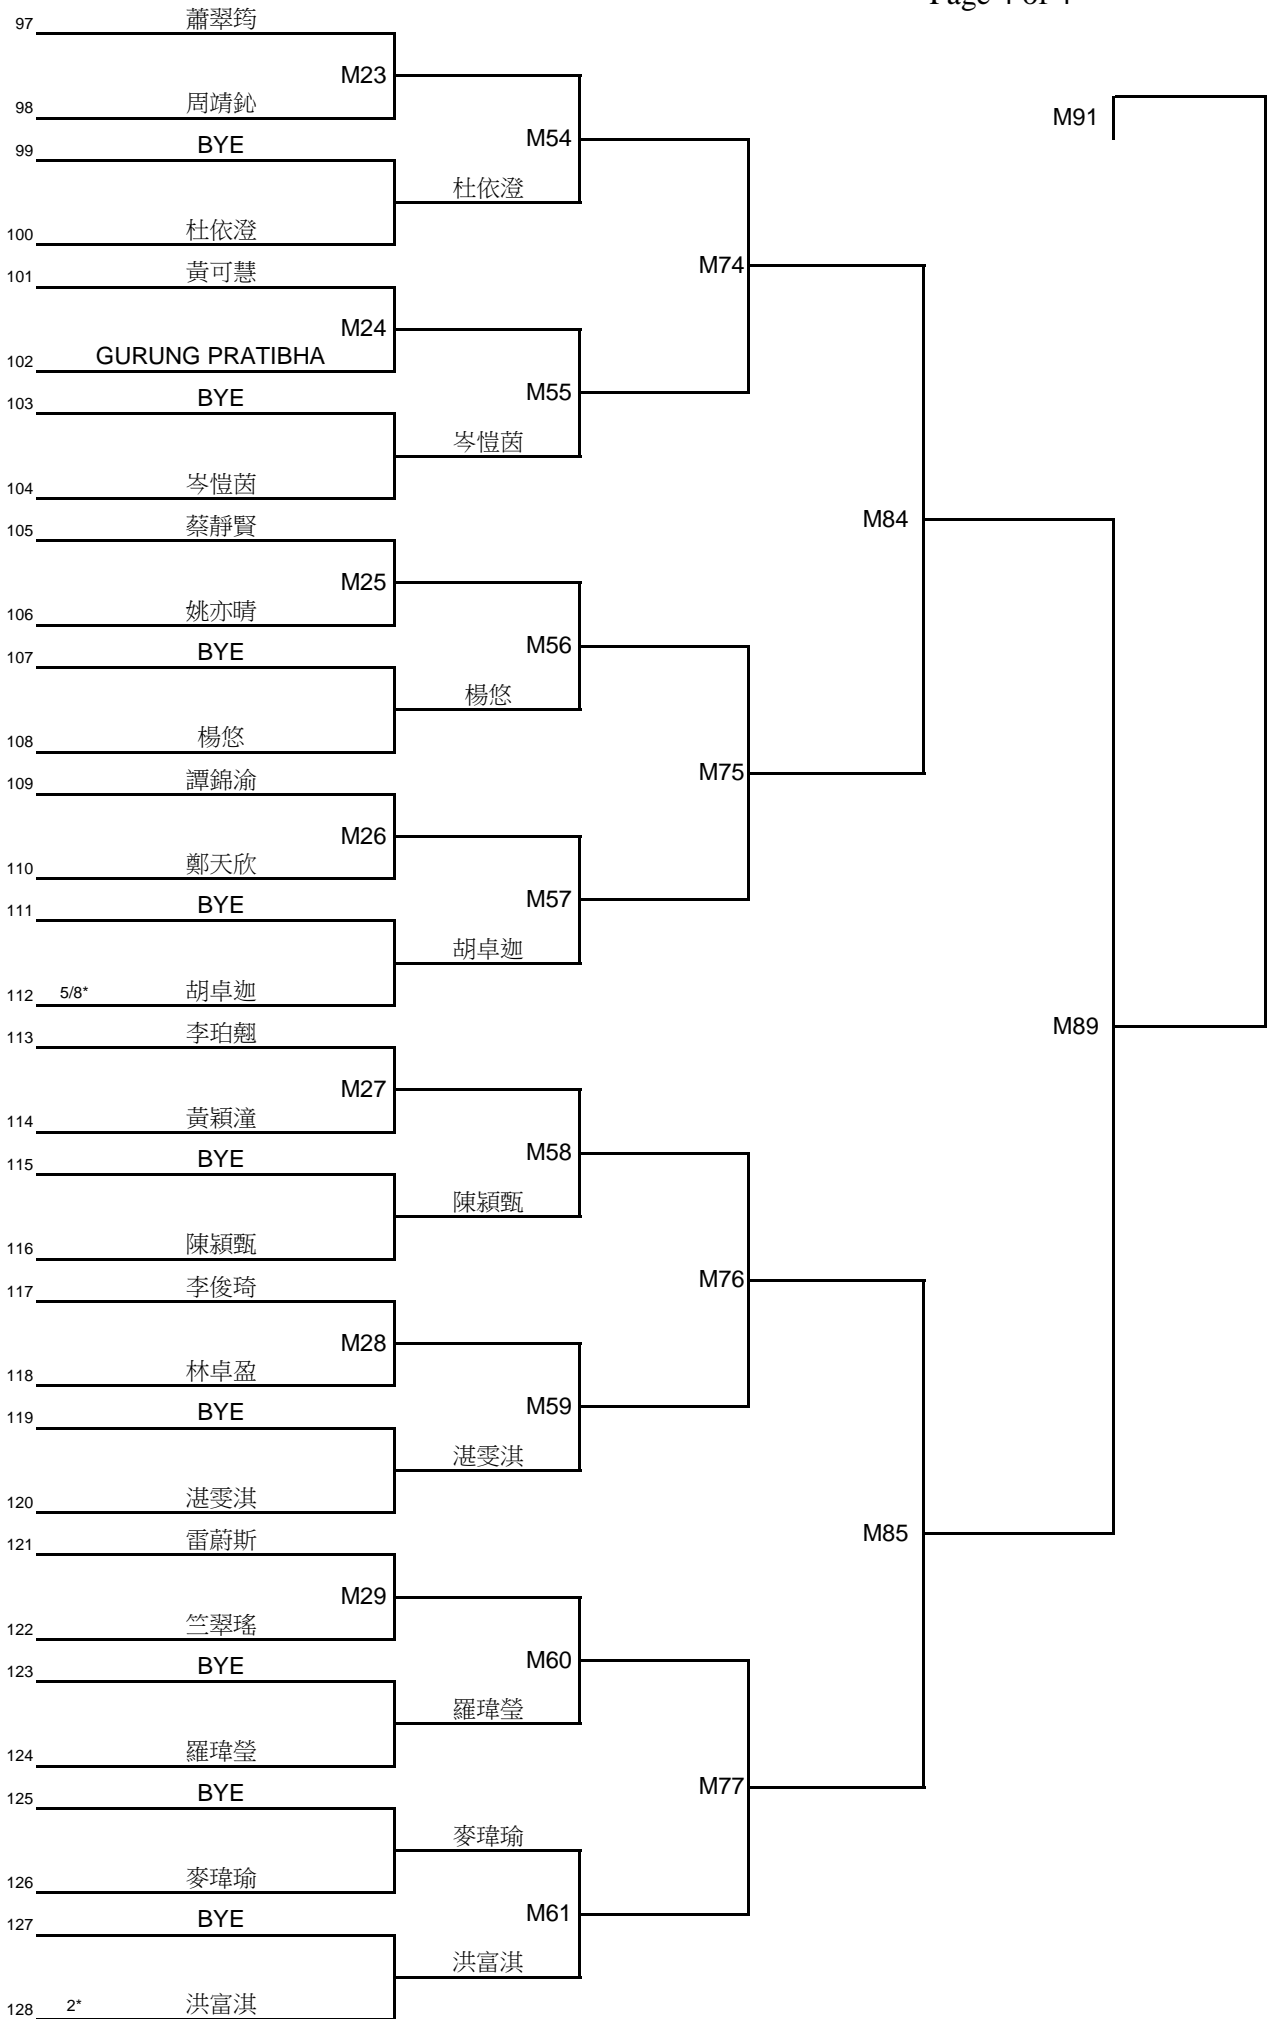 Page 4 of 4
97 蕭翠筠
M23
98 周靖鈊
M91
99 BYE
M54
杜依澄
100 杜依澄
101 黃可慧
M74
M24
102 GURUNG PRATIBHA
103 BYE
M55
岑愷茵
104 岑愷茵
105 蔡靜賢
M84
M25
106 姚亦晴
107 BYE
M56
楊悠
108 楊悠
109 譚錦渝
M75
M26
110 鄭天欣
111 BYE
M57
胡卓迦
112 5/8* 胡卓迦
113 李珀翹
M89
M27
114 黃穎潼
115 BYE
M58
陳潁甄
116 陳潁甄
117 李俊琦
M76
M28
118 林卓盈
119 BYE
M59
湛雯淇
120 湛雯淇
121 雷蔚斯
M85
M29
122 竺翠瑤
123 BYE
M60
羅瑋瑩
124 羅瑋瑩
125 BYE
M77
麥瑋瑜
126 麥瑋瑜
127 BYE
M61
洪富淇
128 2* 洪富淇